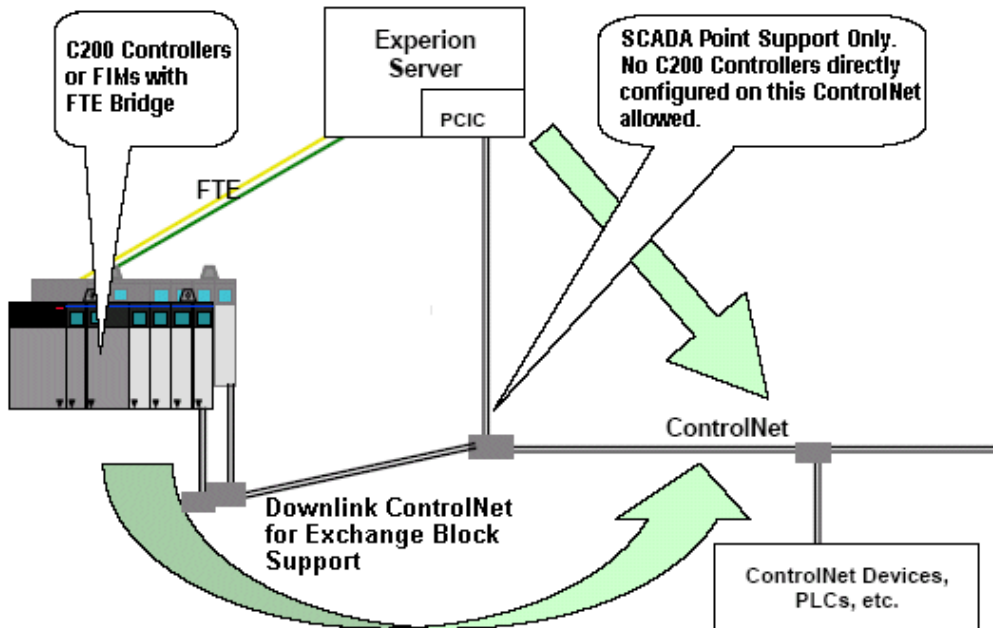 C200 Controllers
or FIMs with
FTE Bridge
Experion
Server
PCIC
SCADA Point Support Only.
No C200 Controllers directly
configured on this ControlNet
allowed.
FTE
ControlNet
Downlink ControlNet
for Exchange Block
Support
ControlNet Devices,
PLCs, etc.